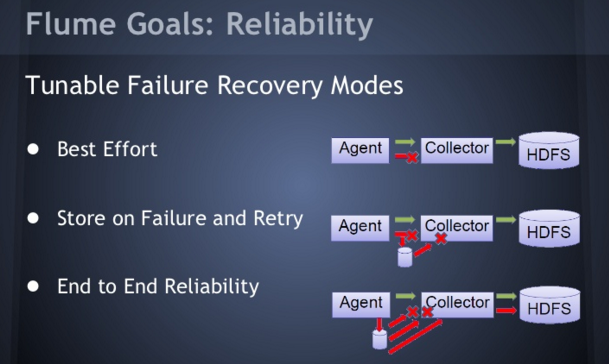 Flume Goals: Reliability
Tunable Failure Recovery Modes
● Best Effort
Agent Collector HDFS
● Store on Failure and Retry
Agent Collector HDFS
● End to End Reliability
Agent Collector HDFS